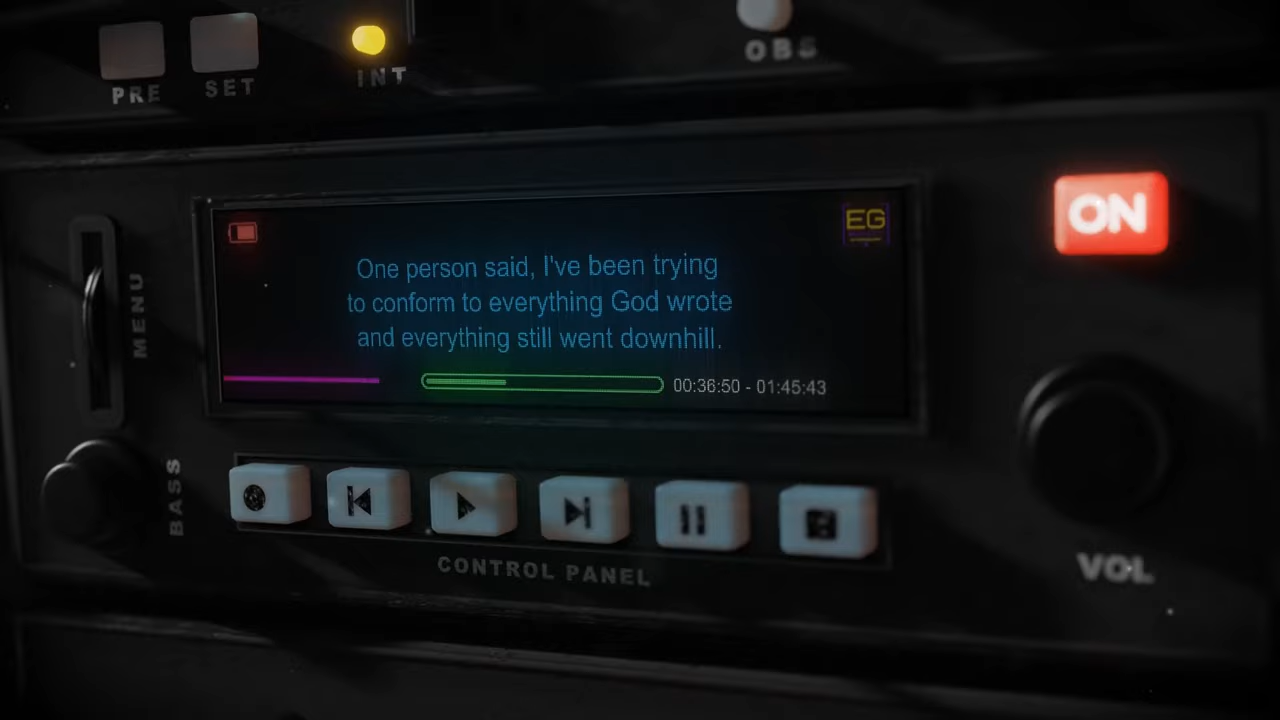 PRE
SET
INT
OBS
ON
EG
MENU
One person said, I've been trying
to conform to everything God wrote
and everything still went downhill.
00:36:50 - 01:45:43
BASS
CONTROL PANEL
VOL